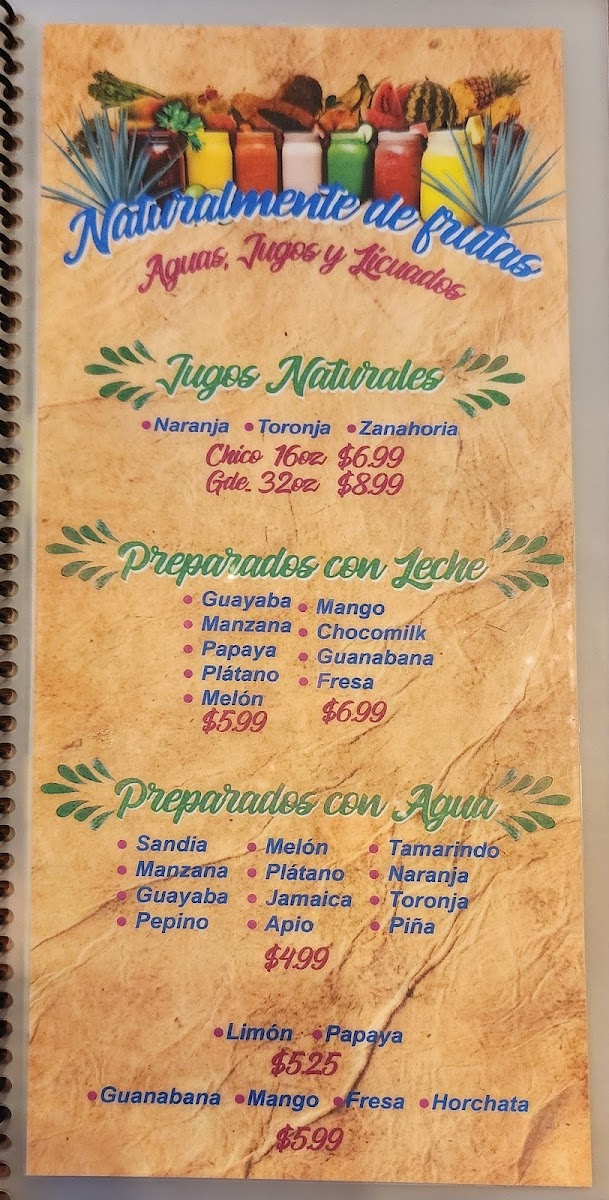 Naturalmente de frutas
Aguas, Jugos y Licuados
Jugos Naturales
•Naranja •Toronja •Zanahoria
Chico 16oz $6.99
Gde. 32oz $8.99
Preparados con Leche
• Guayaba
• Manzana
• Papaya
• Plátano
• Melón
$5.99
• Mango
• Chocomilk
• Guanabana
• Fresa
$6.99
Preparados con Agua
• Sandia
• Manzana
• Guayaba
• Pepino
• Melón
• Plátano
• Jamaica
• Apio
• Tamarindo
• Naranja
• Toronja
• Piña
$4.99
•Limón •Papaya
$5.25
•Guanabana •Mango •Fresa •Horchata
$5.99